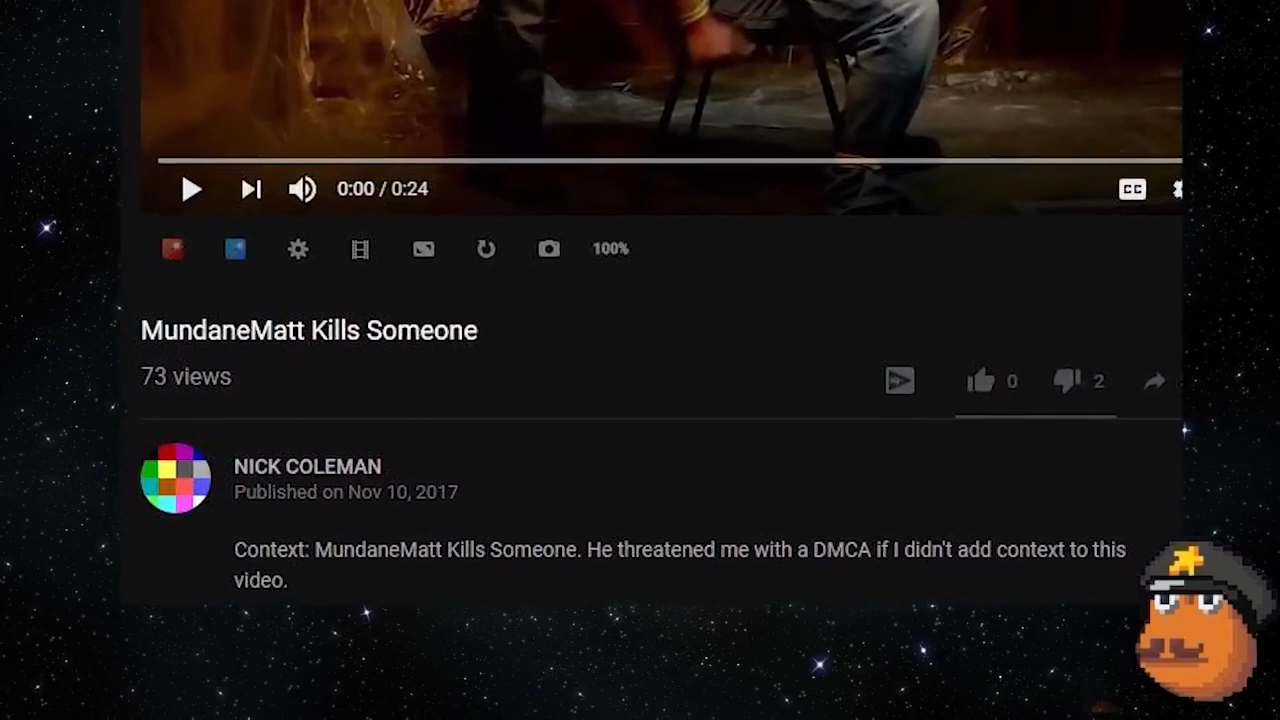 0:00 / 0:24
CC
100%
MundaneMatt Kills Someone
73 views
0
2
NICK COLEMAN
Published on Nov 10, 2017
Context: MundaneMatt Kills Someone. He threatened me with a DMCA if I didn't add context to this
video.